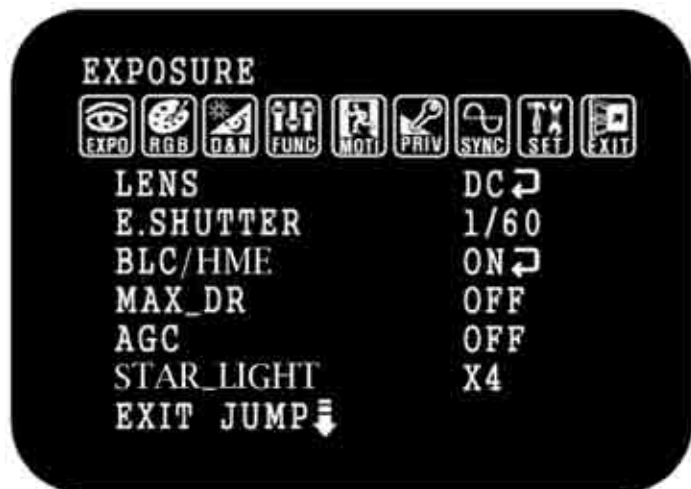 EXPOSURE
EXPO RGB D&N FUNC MOTI PRIV SYNC SET EXIT
LENS DC
E.SHUTTER 1/60
BLC/HME ON
MAX_DR OFF
AGC OFF
STAR_LIGHT X4
EXIT JUMP